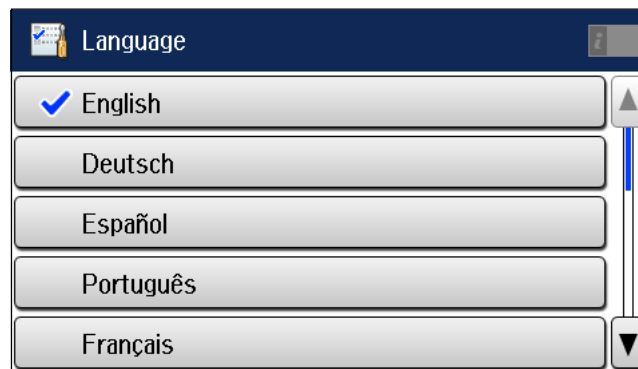 Language
i
English
Deutsch
Español
Português
Français